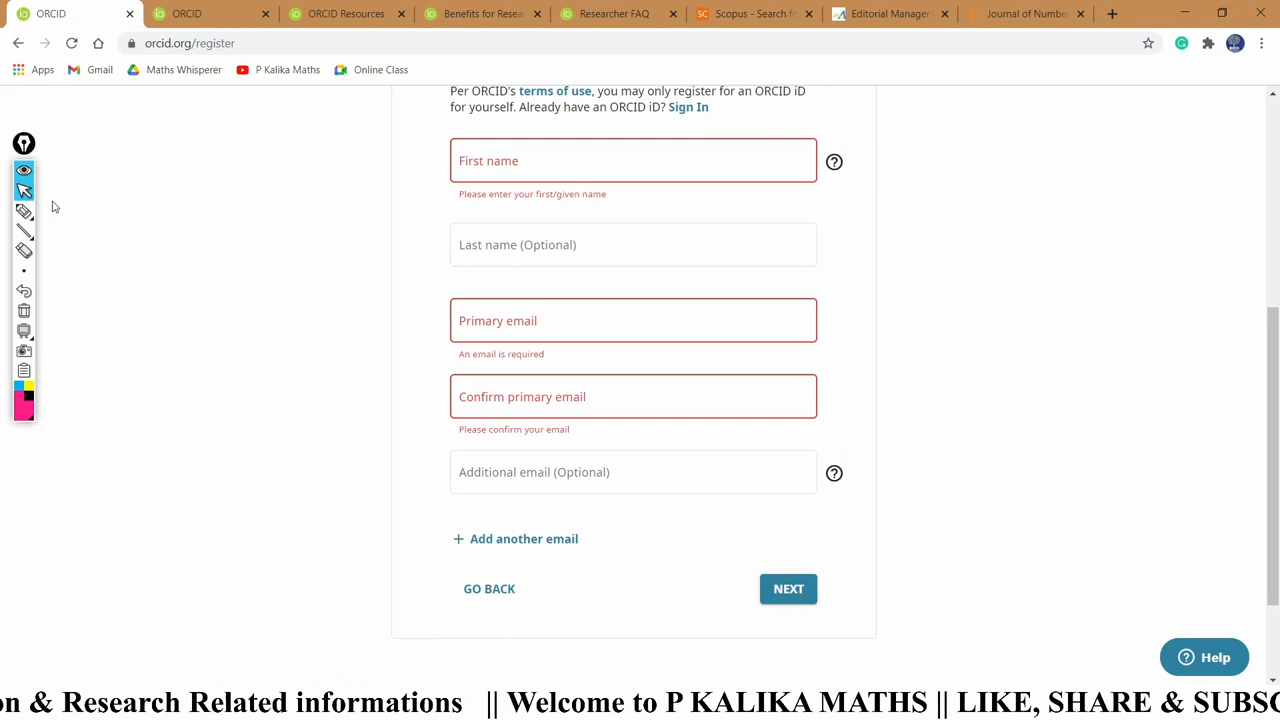 ORCID
ORCID
ORCID Resources
Benefits for Resea
Researcher FAQ
Scopus - Search fo
Editorial Manager
Journal of Numbe
orcid.org/register
Apps
Gmail
Maths Whisperer
P Kalika Maths
Online Class
Per ORCID's terms of use, you may only register for an ORCID iD
for yourself. Already have an ORCID iD? Sign In
First name
Please enter your first/given name
Last name (Optional)
Primary email
An email is required
Confirm primary email
Please confirm your email
Additional email (Optional)
+ Add another email
GO BACK
NEXT
Help
on & Research Related informations || Welcome to P KALIKA MATHS || LIKE, SHARE & SUBSC